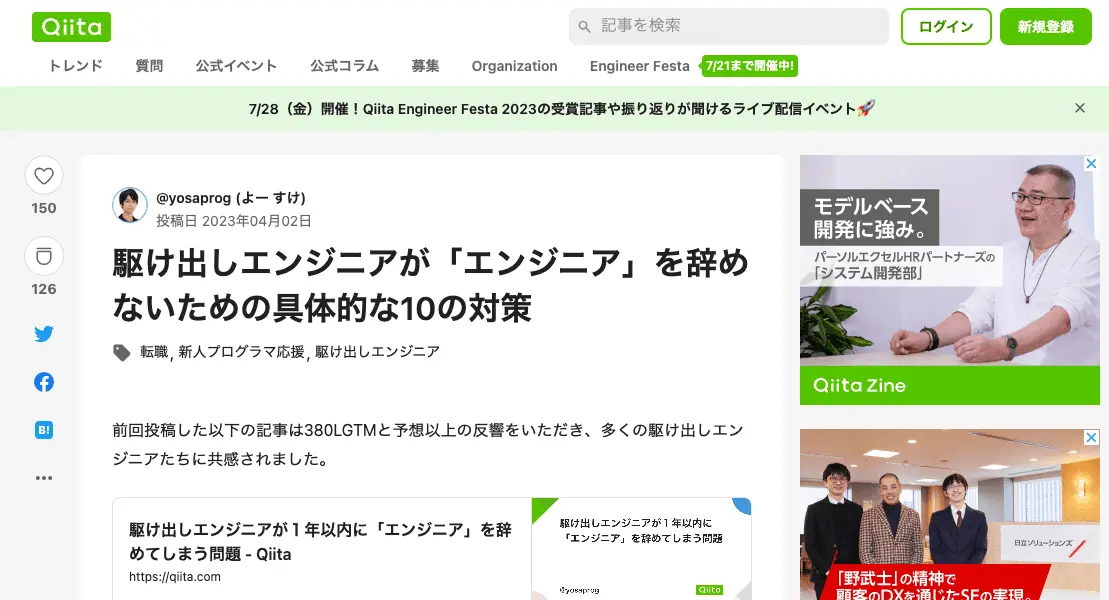 Qiita
記事を検索
ログイン
新規登録
トレンド
質問
公式イベント
公式コラム
募集
Organization
Engineer Festa
7/21まで開催中!
7/28（金）開催！Qiita Engineer Festa 2023の受賞記事や振り返りが聞けるライブ配信イベント🚀
150
126
B!
@yosaprog (よー すけ)
投稿日 2023年04月02日
駆け出しエンジニアが「エンジニア」を辞め
ないための具体的な10の対策
転職, 新人プログラマ応援, 駆け出しエンジニア
前回投稿した以下の記事は380LGTMと予想以上の反響をいただき、多くの駆け出しエン
ジニアたちに共感されました。
駆け出しエンジニアが１年以内に「エンジニア」を辞
めてしまう問題 - Qiita
https://qiita.com
駆け出しエンジニアが１年以内に
「エンジニア」を辞めてしまう問題
@yosaprog
Qiita
モデルベース
開発に強み。
パーソルエクセルHRパートナーズの
「システム開発部」
Qiita Zine
日立ソリューションズ
「野武士」の精神で
顧客のDXを通じたSEの実現。